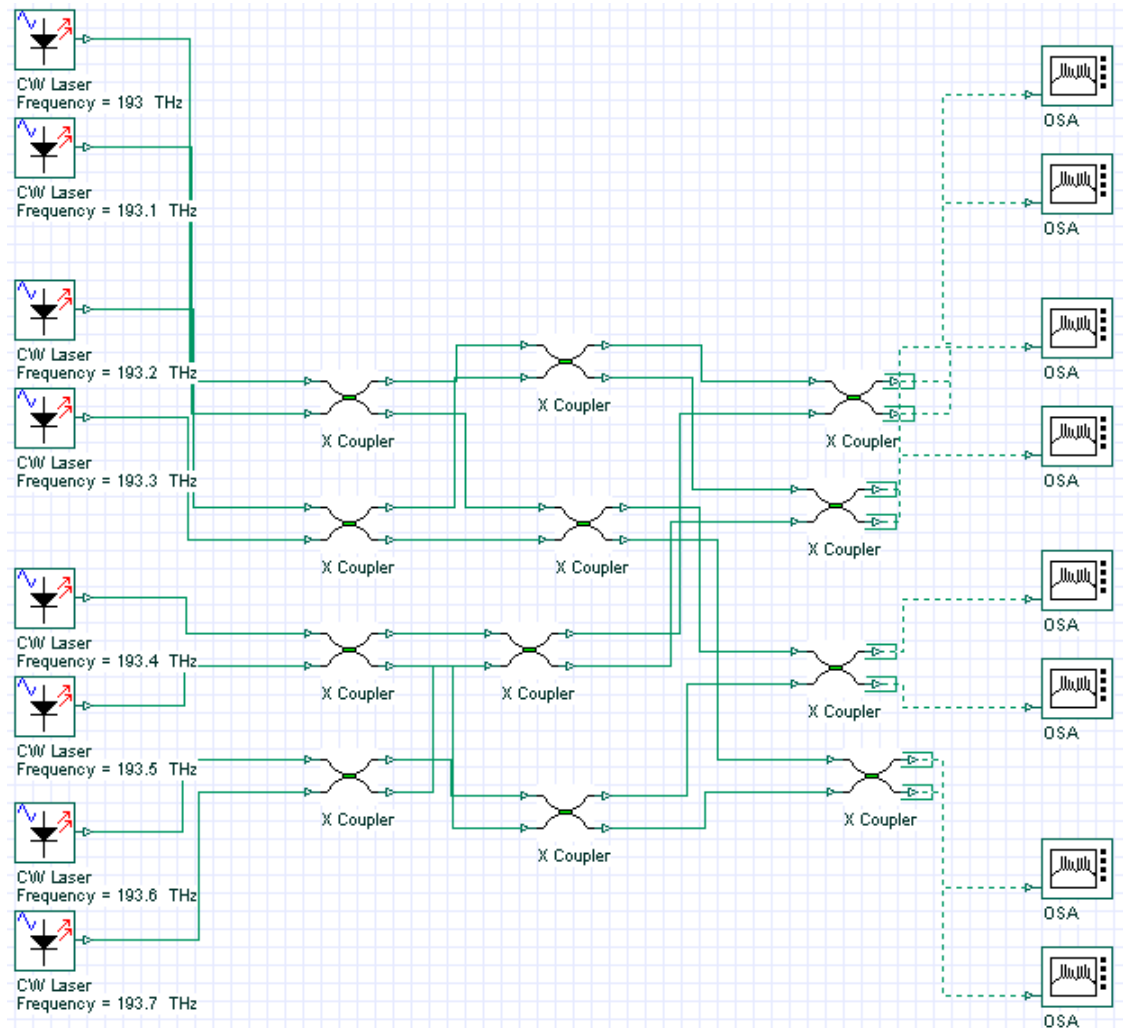 CW Laser
Frequency = 193 THz
OSA
CW Laser
Frequency = 193.1 THz
OSA
CW Laser
Frequency = 193.2 THz
OSA
X Coupler
X Coupler
X Coupler
CW Laser
Frequency = 193.3 THz
OSA
X Coupler
X Coupler
X Coupler
CW Laser
Frequency = 193.4 THz
OSA
X Coupler
X Coupler
X Coupler
CW Laser
Frequency = 193.5 THz
OSA
X Coupler
X Coupler
X Coupler
CW Laser
Frequency = 193.6 THz
OSA
CW Laser
Frequency = 193.7 THz
OSA